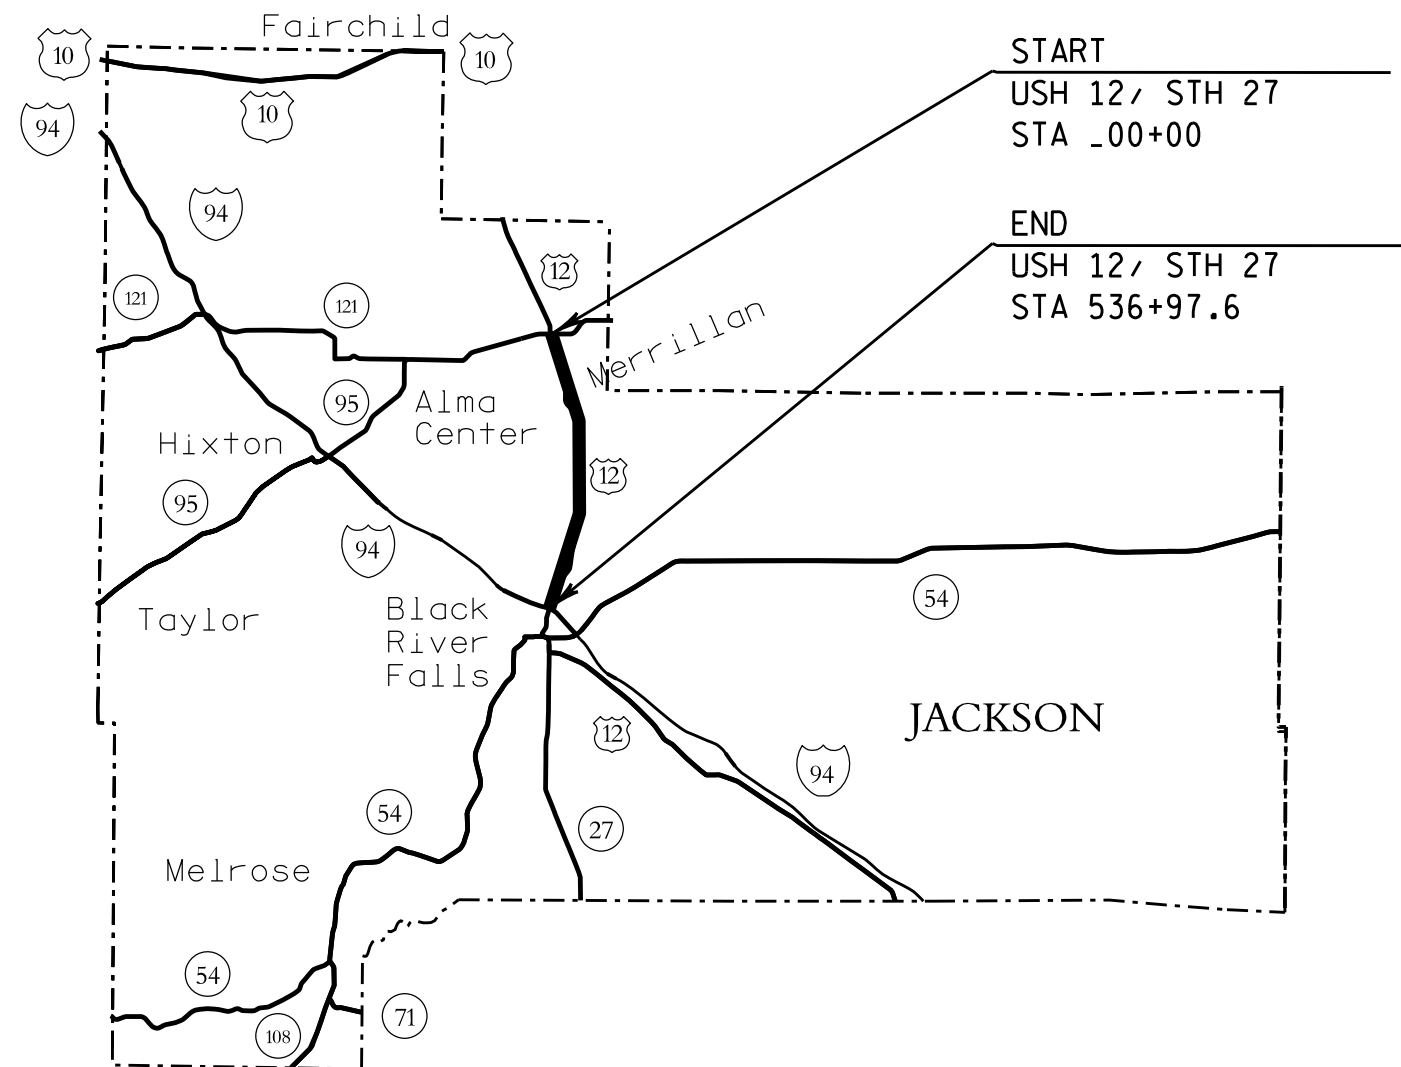 Fairchild
10
10
10
94
94
START
USH 12/ STH 27
STA _00+00
END
USH 12/ STH 27
STA 536+97.6
12
121
121
Merrillan
95
Alma
Center
Hixton
95
12
94
54
Taylor
Black
River
Falls
JACKSON
12
94
54
27
Melrose
54
108
71